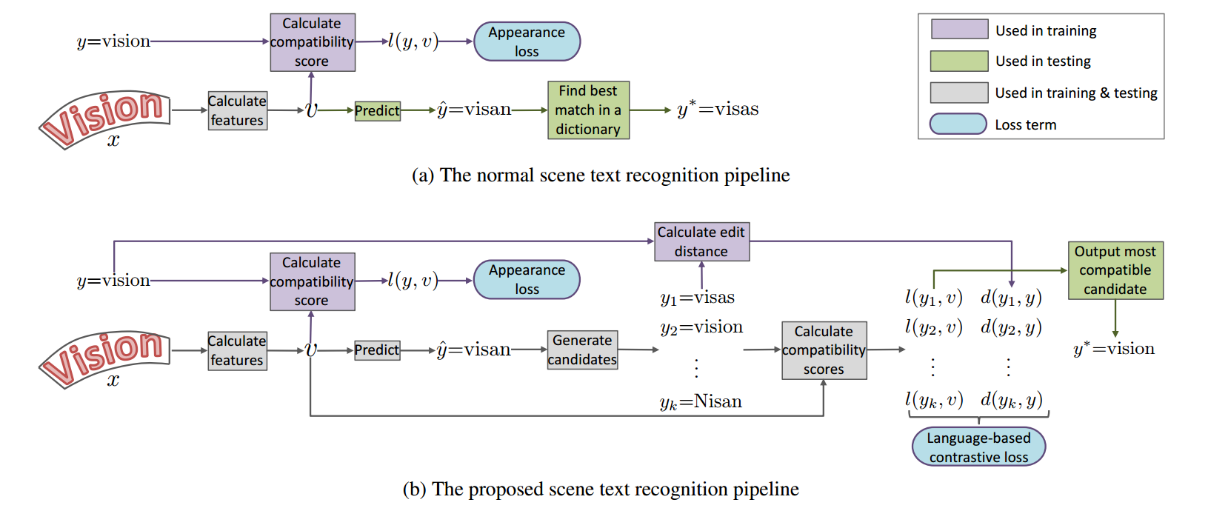 y=vision
Calculate
compatibility
score
l(y, v)
Appearance
loss
Vision
x
Calculate
features
v
Predict
ŷ=visan
Find best
match in a
dictionary
y*=visas
Used in training
Used in testing
Used in training & testing
Loss term
(a) The normal scene text recognition pipeline
y=vision
Calculate
compatibility
score
l(y, v)
Appearance
loss
Calculate edit
distance
Vision
x
Calculate
features
v
Predict
ŷ=visan
Generate
candidates
y₁=visas
y₂=vision
⋮
yₖ=Nisan
Calculate
compatibility
scores
l(y₁, v) d(y₁, y)
l(y₂, v) d(y₂, y)
⋮ ⋮
l(yₖ, v) d(yₖ, y)
Language-based
contrastive loss
Output most
compatible
candidate
y*=vision
(b) The proposed scene text recognition pipeline